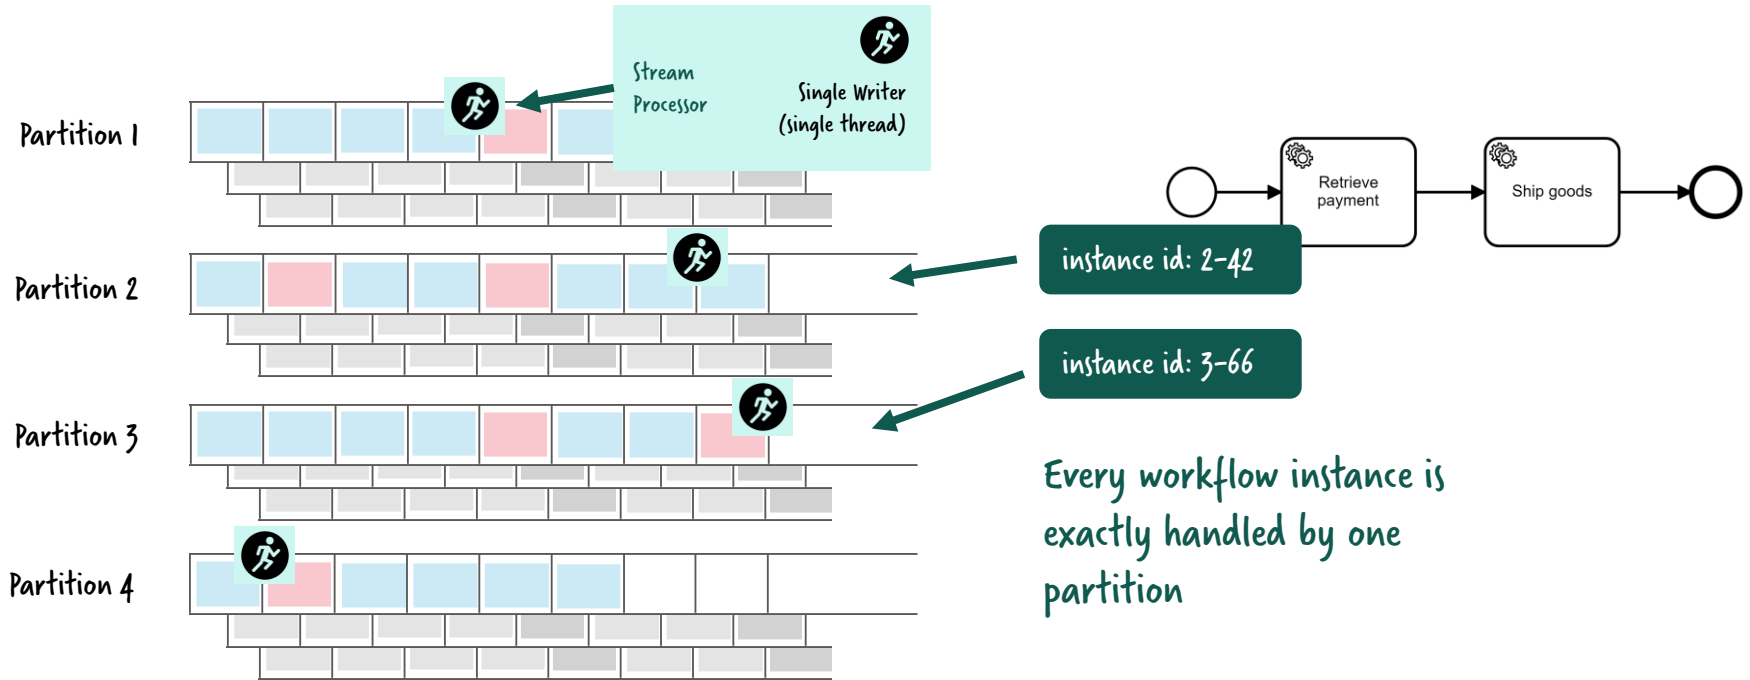 Stream
Processor
Single Writer
(single thread)
Partition 1
Retrieve
payment
Ship goods
instance id: 2-42
Partition 2
instance id: 3-66
Partition 3
Every workflow instance is
exactly handled by one
partition
Partition 4